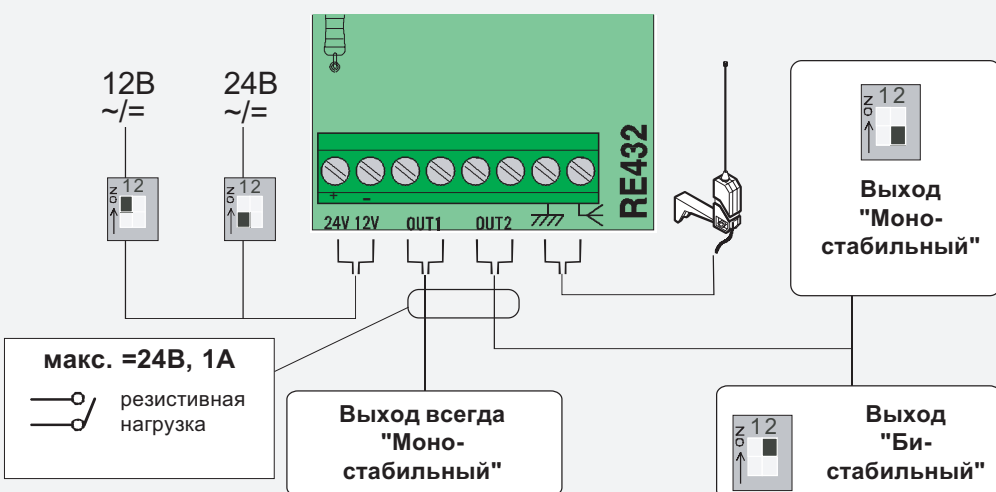 12В
~/=
24В
~/=
ON
12
ON
12
+ –
24V 12V OUT1 OUT2
RE432
ON
12
Выход
"Моно-
стабильный"
макс. =24В, 1А
резистивная
нагрузка
Выход всегда
"Моно-
стабильный"
ON
12
Выход
"Би-
стабильный"